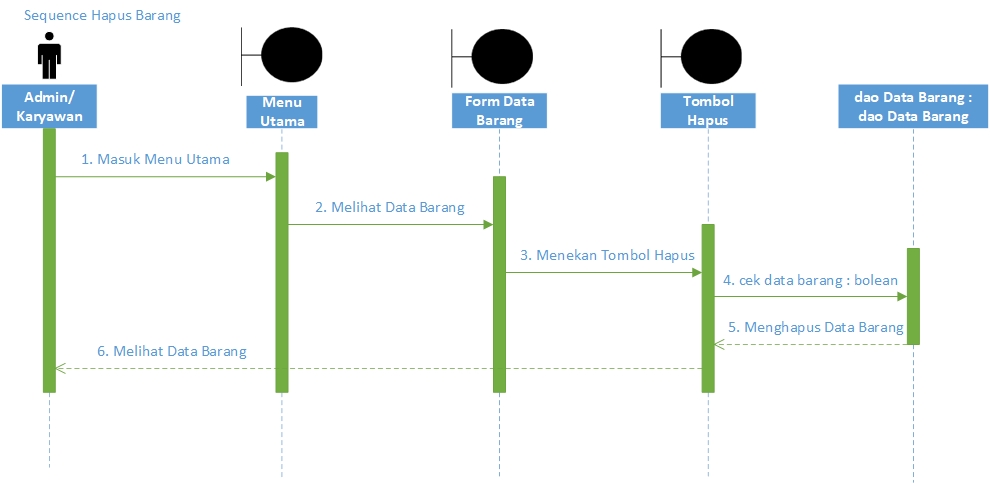 Sequence Hapus Barang
Admin/
Karyawan
Menu
Utama
Form Data
Barang
Tombol
Hapus
dao Data Barang :
dao Data Barang
1. Masuk Menu Utama
2. Melihat Data Barang
3. Menekan Tombol Hapus
4. cek data barang : bolean
5. Menghapus Data Barang
6. Melihat Data Barang